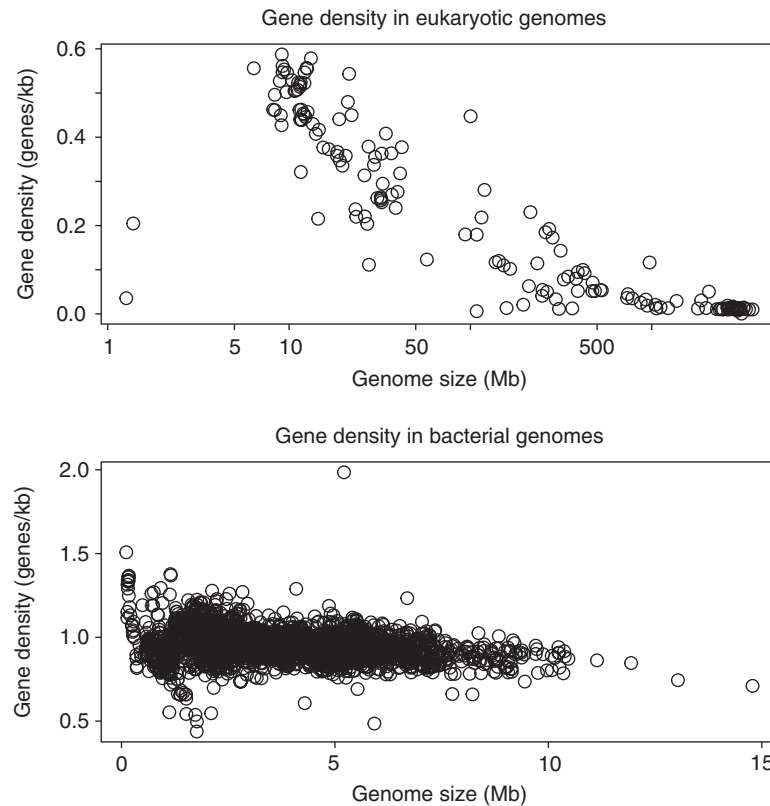 Gene density in eukaryotic genomes
Gene density (genes/kb)
0.6
0.4
0.2
0.0
1 5 10 50 500
Genome size (Mb)
Gene density in bacterial genomes
Gene density (genes/kb)
2.0
1.5
1.0
0.5
0 5 10 15
Genome size (Mb)